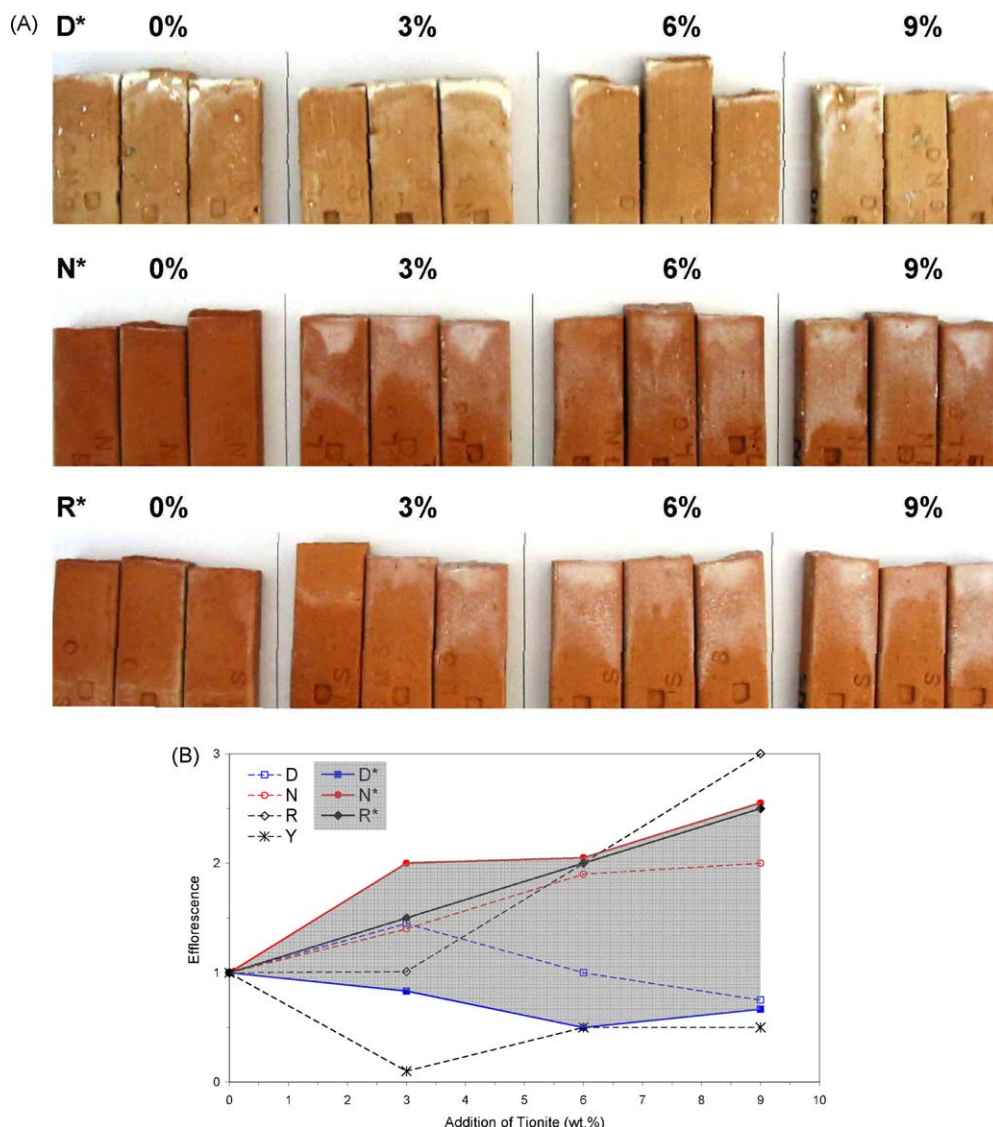 (A)
D* 0% 3% 6% 9%
N* 0% 3% 6% 9%
R* 0% 3% 6% 9%
(B)
D D*
N N*
R R*
Y
Efflorescence
3
2
1
0
0 1 2 3 4 5 6 7 8 9 10
Addition of Tionite (wt.%)